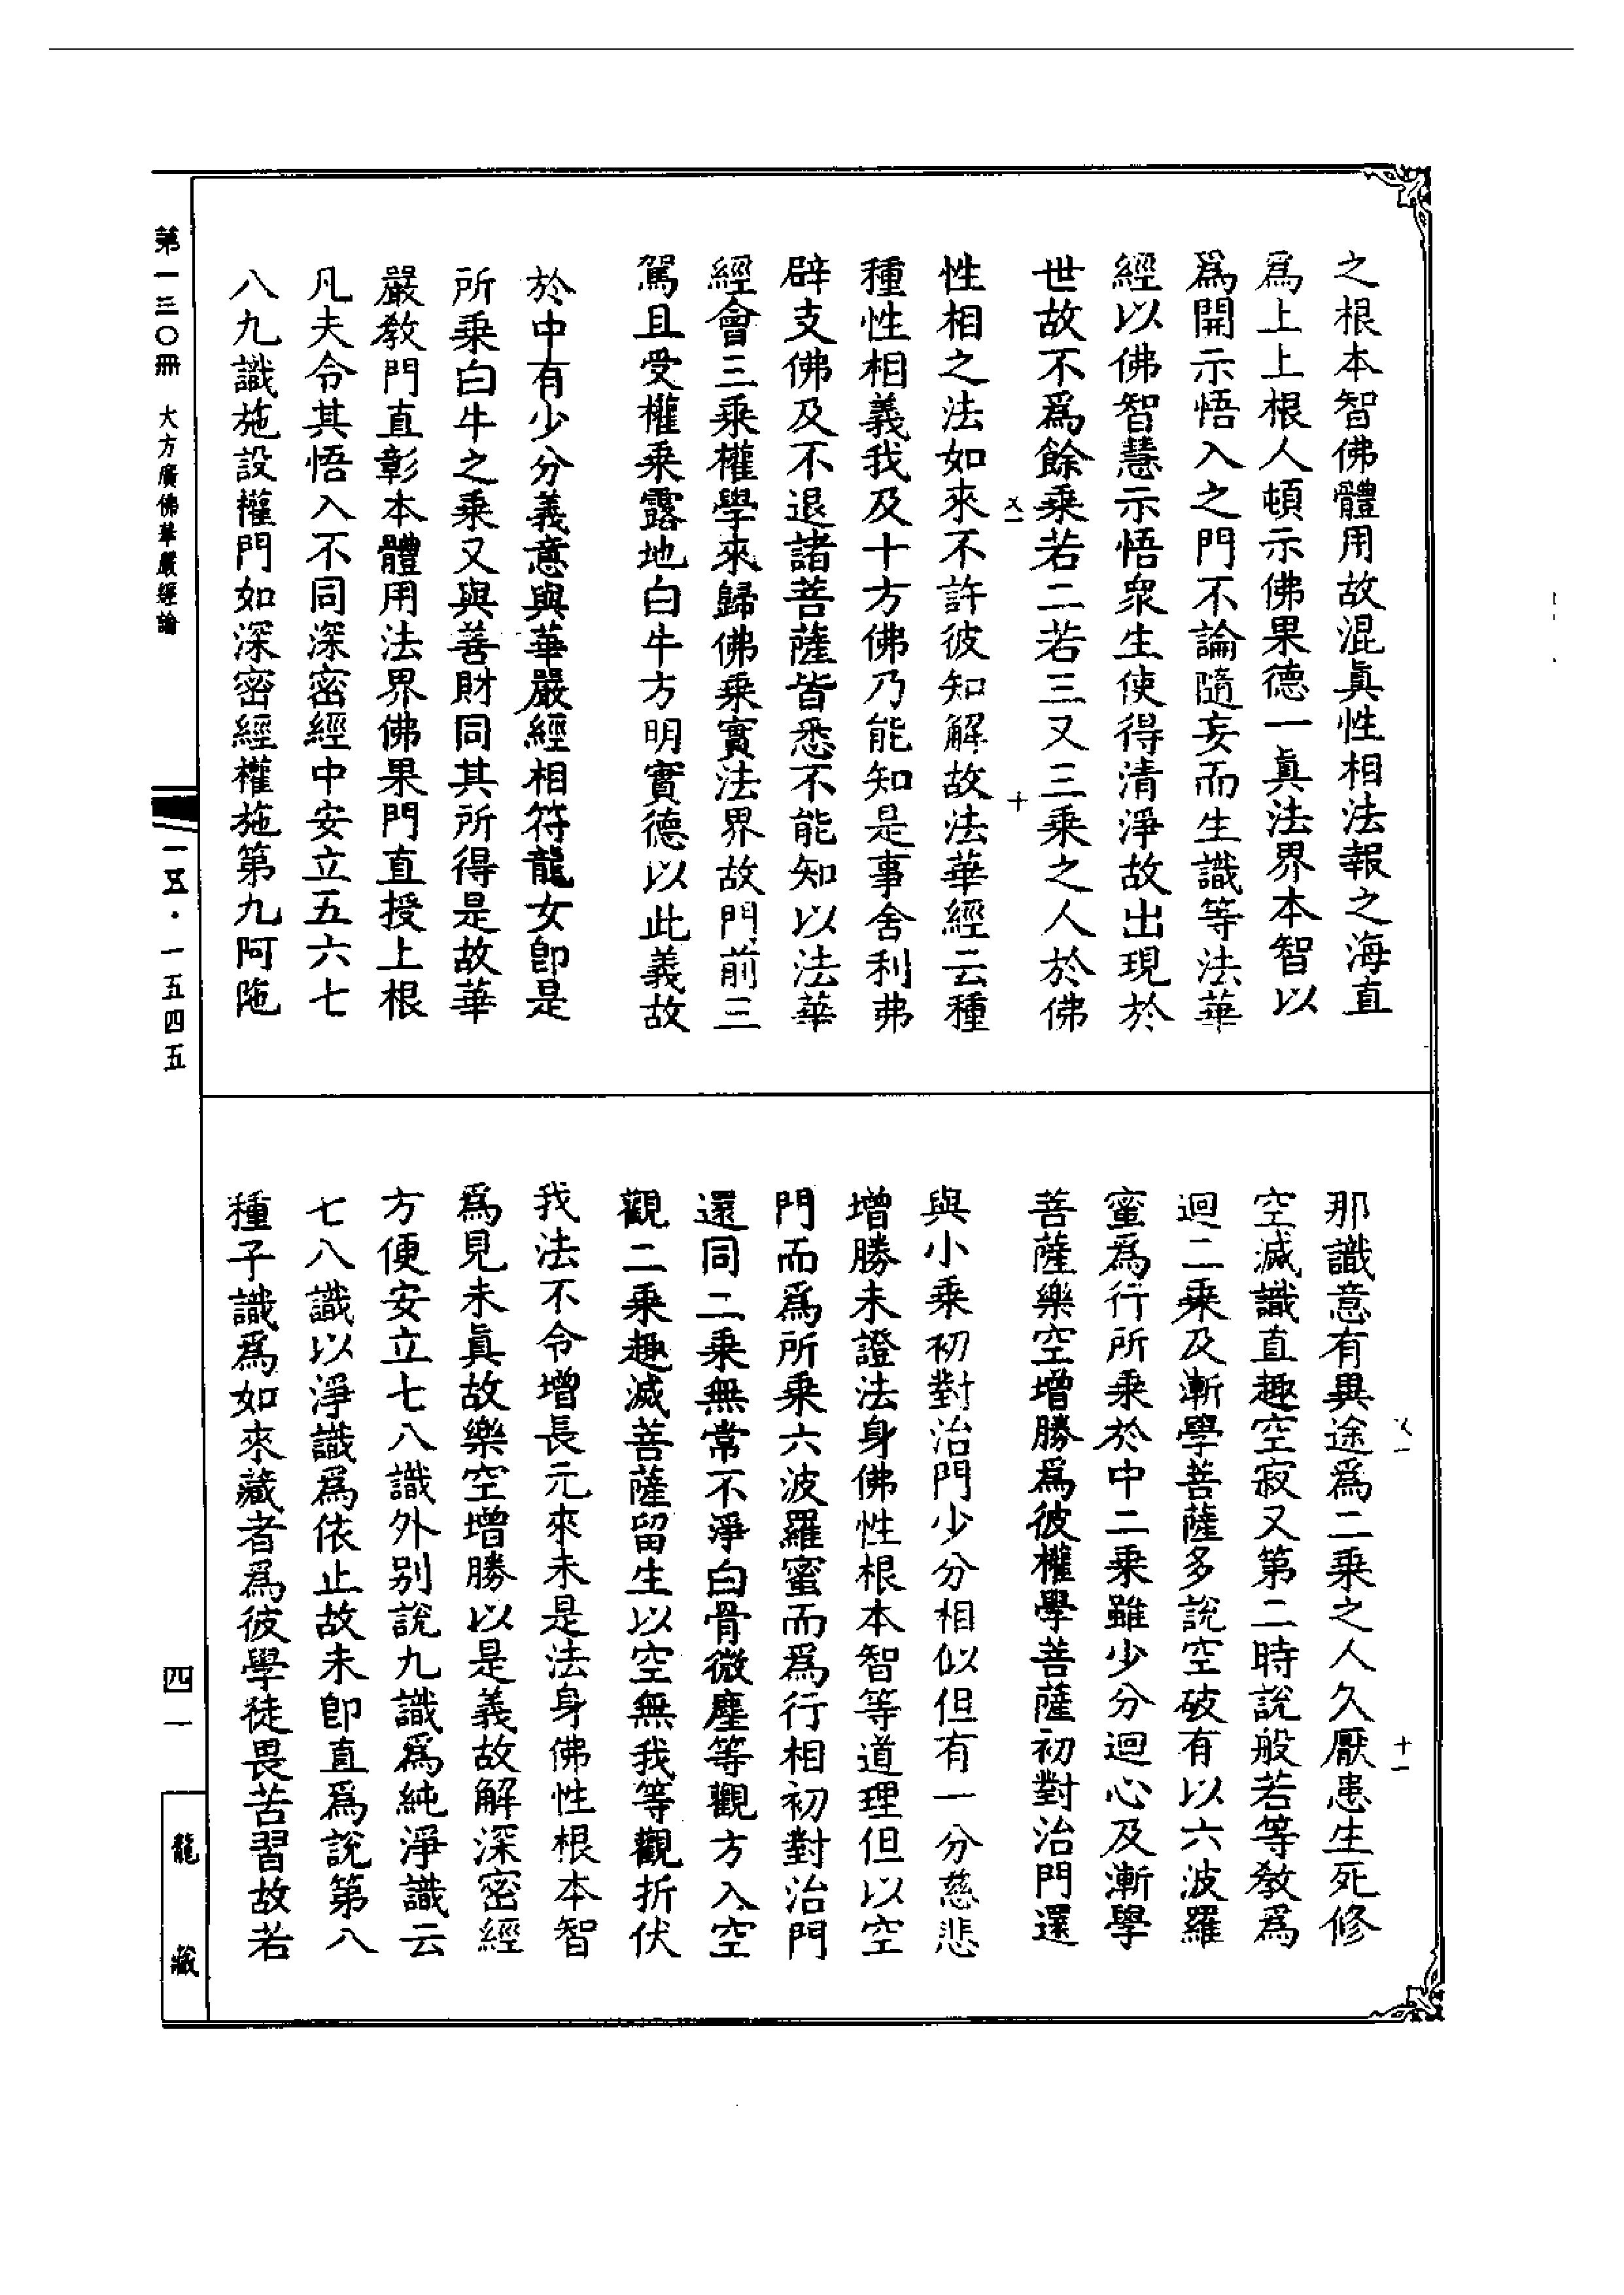 之根本智佛體用故混眞性相法報之海直
爲上上根人頓示佛果德一眞法界本智以
爲開示悟入之門不論隨妄而生識等法華
經以佛智慧示悟衆生使得清淨故出現於
世故不爲餘乘若二若三又三乘之人於佛
性相之法如來不許彼知解故法華經云種
種性相義我及十方佛乃能知是事舍利弗
辟支佛及不退諸菩薩皆悉不能知以法華
經會三乘權學來歸佛乘實法界故門前三
駕且受權乘露地白牛方明實德以此義故
於中有少分義意與華嚴經相符龍女卽是
所乘白牛之乘又與善財同其所得是故華
嚴教門直彰本體用法界佛果門直授上根
凡夫令其悟入不同深密經中安立五六七
八九識施設權門如深密經權施第九阿陁
十
那識意有異途爲二乘之人久厭患生死修
空滅識直趣空寂又第二時說般若等教爲
迴二乘及漸學菩薩多說空破有以六波羅
蜜爲行所乘於中二乘雖少分迴心及漸學
菩薩樂空增勝爲彼權學菩薩初對治門還
與小乘初對治門少分相似但有一分慈悲
增勝未證法身佛性根本智等道理但以空
門而爲所乘六波羅蜜而爲行相初對治門
還同二乘無常不淨白骨微塵等觀方入空
觀二乘趣滅菩薩留生以空無我等觀折伏
我法不令增長元來未是法身佛性根本智
爲見未眞故樂空增勝以是義故解深密經
方便安立七八識外別說九識爲純淨識云
七八識以淨識爲依止故未卽直爲說第八
種子識爲如來藏者爲彼學徒畏苦習故若
十一
第一三〇冊 大方廣佛華嚴經論
一五·一五四五
四一
龍藏